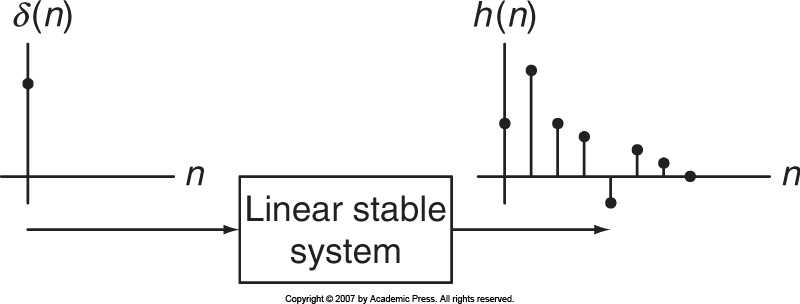 δ(n)
h(n)
n
n
Linear stable
system
Copyright © 2007 by Academic Press. All rights reserved.